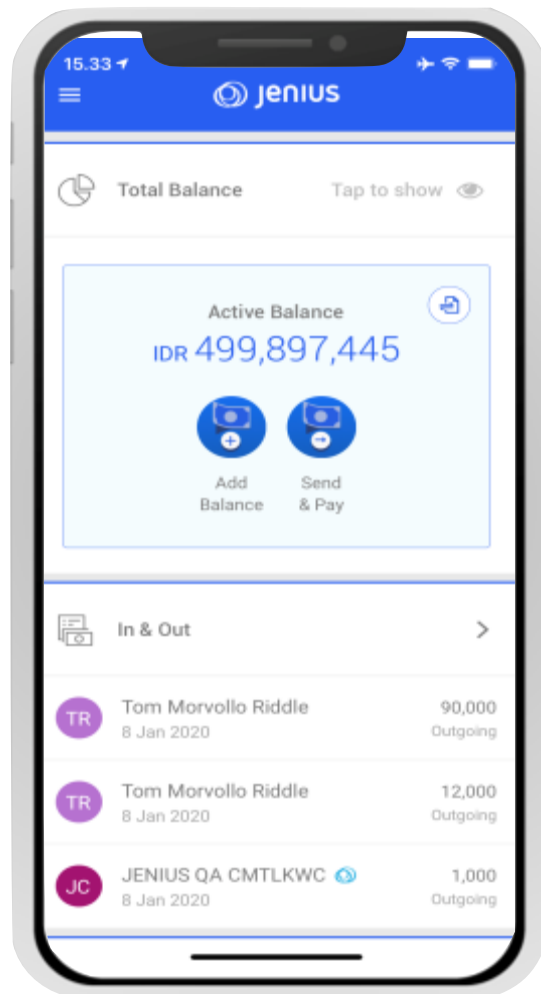 15.33
jenius
Total Balance Tap to show
Active Balance
IDR 499,897,445
Add Balance
Send & Pay
In & Out
TR Tom Morvollo Riddle 90,000
8 Jan 2020 Outgoing
TR Tom Morvollo Riddle 12,000
8 Jan 2020 Outgoing
JC JENIUS QA CMTLKWC 1,000
8 Jan 2020 Outgoing